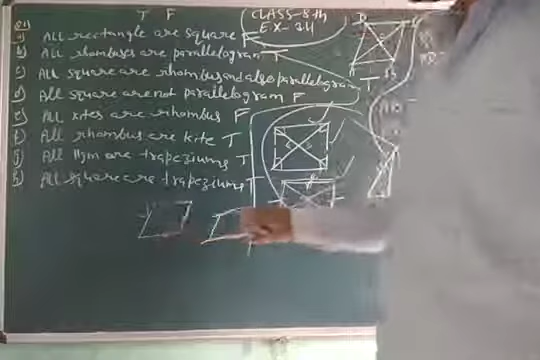 T F
CLASS-8th
EX-3.4
Q1
a) ALL rectangle are square F
b) ALL rhombuses are parallelogram T
c) ALL square are rhombus and also parallelogram T
d) ALL square are not parallelogram F
e) ALL kites are rhombus F
f) ALL rhombus are kite T
g) ALL ||gm are trapeziums T
h) ALL square are trapeziums T